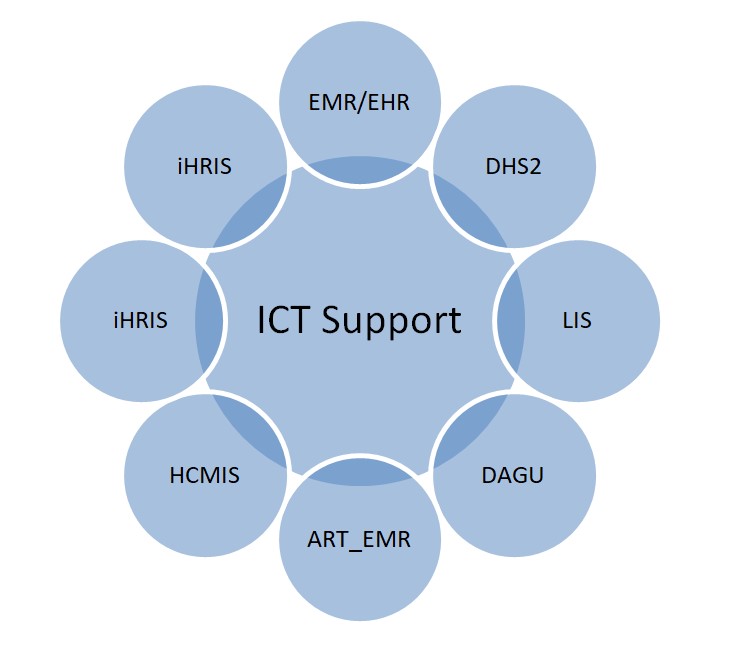 EMR/EHR
iHRIS
DHS2
iHRIS
ICT Support
LIS
HCMIS
DAGU
ART_EMR